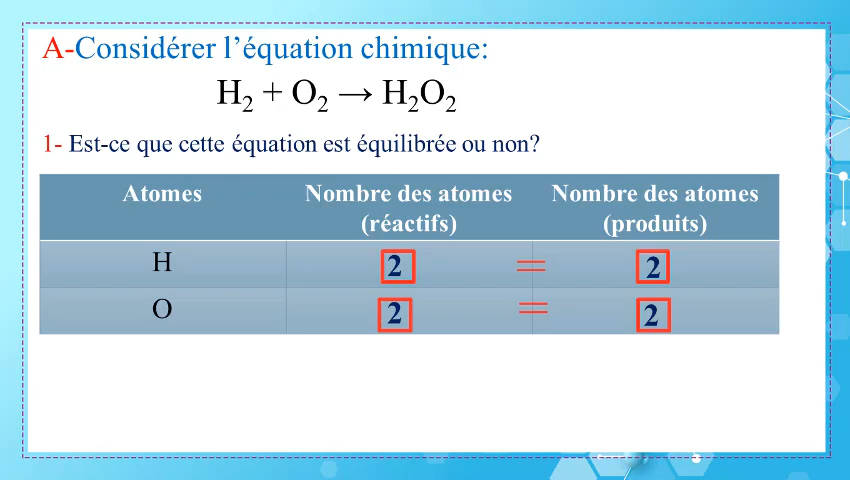 A-Considérer l’équation chimique:
H₂ + O₂ → H₂O₂
1- Est-ce que cette équation est équilibrée ou non?
Atomes Nombre des atomes (réactifs) Nombre des atomes (produits)
H 2 = 2
O 2 = 2